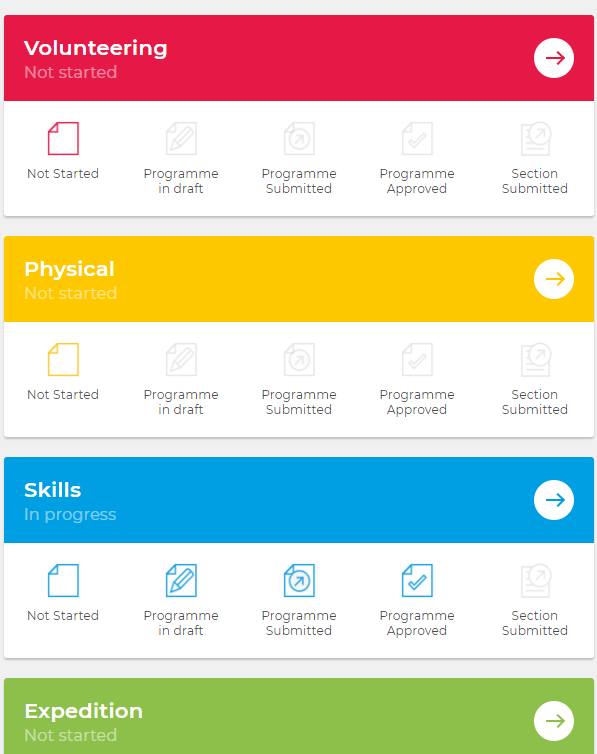 Volunteering
Not started
Not Started
Programme
in draft
Programme
Submitted
Programme
Approved
Section
Submitted
Physical
Not started
Not Started
Programme
in draft
Programme
Submitted
Programme
Approved
Section
Submitted
Skills
In progress
Not Started
Programme
in draft
Programme
Submitted
Programme
Approved
Section
Submitted
Expedition
Not started